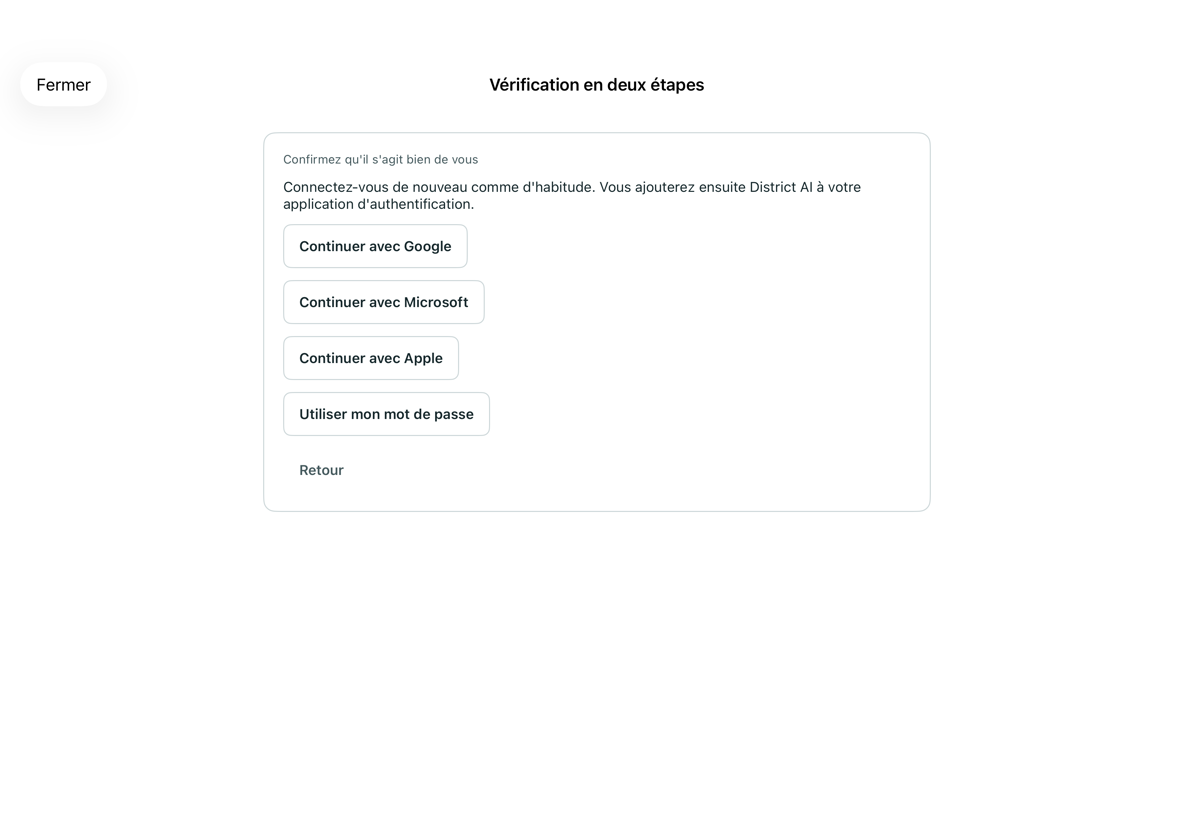 Fermer
Vérification en deux étapes
Confirmez qu'il s'agit bien de vous
Connectez-vous de nouveau comme d'habitude. Vous ajouterez ensuite District AI à votre
application d'authentification.
Continuer avec Google
Continuer avec Microsoft
Continuer avec Apple
Utiliser mon mot de passe
Retour